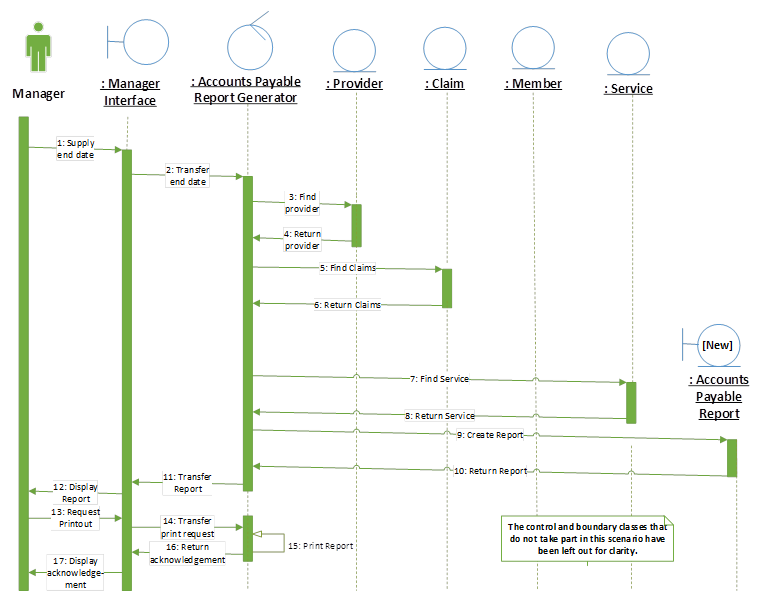 Manager
: Manager
Interface
: Accounts Payable
Report Generator
: Provider
: Claim
: Member
: Service
1: Supply
end date
2: Transfer
end date
3: Find
provider
4: Return
provider
5: Find Claims
6: Return Claims
[New]
: Accounts
Payable
Report
7: Find Service
8: Return Service
9: Create Report
10: Return Report
11: Transfer
Report
12: Display
Report
13: Request
Printout
14: Transfer
print request
15: Print Report
16: Return
acknowledgement
17: Display
acknowledge-
ment
The control and boundary classes that
do not take part in this scenario have
been left out for clarity.